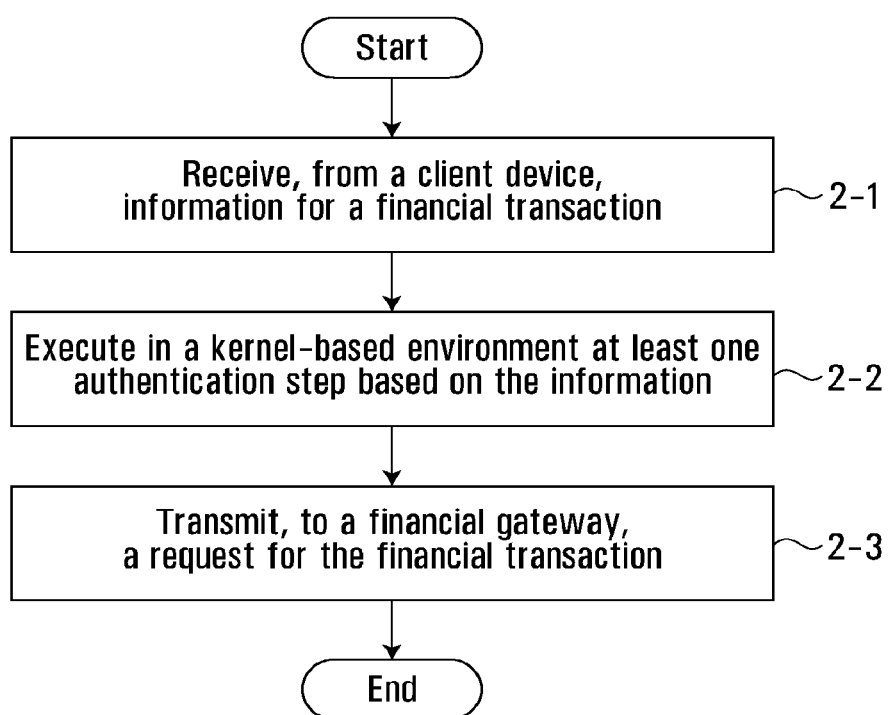 Start
Receive, from a client device,
information for a financial transaction
2-1
Execute in a kernel-based environment at least one
authentication step based on the information
2-2
Transmit, to a financial gateway,
a request for the financial transaction
2-3
End